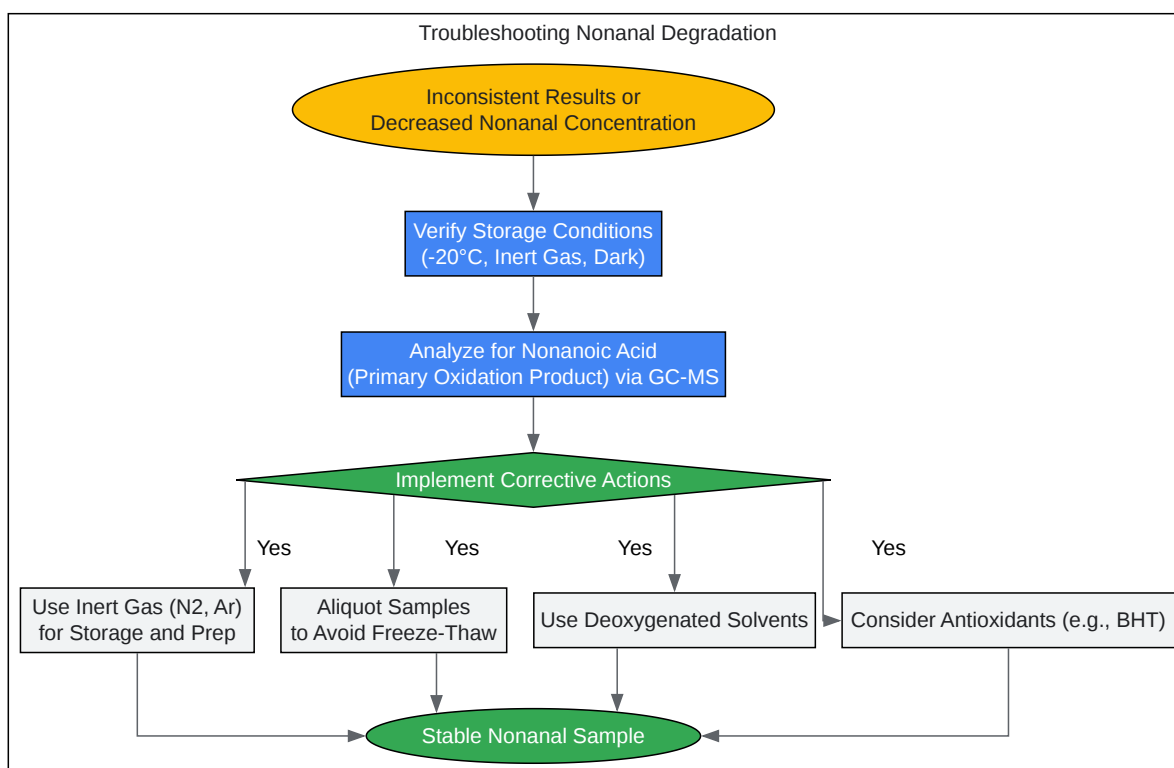 Troubleshooting Nonanal Degradation
Inconsistent Results or
Decreased Nonanal Concentration
Verify Storage Conditions
(-20°C, Inert Gas, Dark)
Analyze for Nonanoic Acid
(Primary Oxidation Product) via GC-MS
Implement Corrective Actions
Yes
Yes
Yes
Yes
Use Inert Gas (N2, Ar)
for Storage and Prep
Aliquot Samples
to Avoid Freeze-Thaw
Use Deoxygenated Solvents
Consider Antioxidants (e.g., BHT)
Stable Nonanal Sample